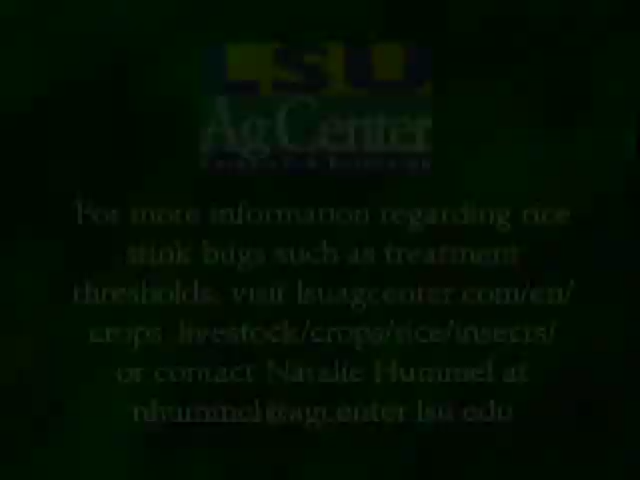 LSU
AgCenter
For more information regarding rice
stink bugs such as treatment
thresholds, visit lsuagcenter.com/en/
crops_livestock/crops/rice/insects/
or contact Natalie Hummel at
nhummel@agcenter.lsu.edu